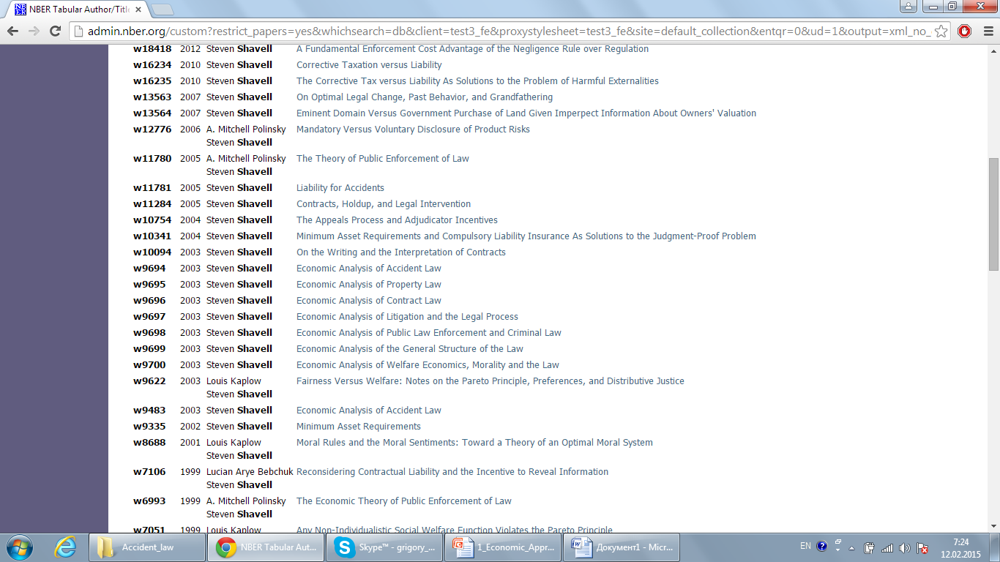 NBER Tabular Author/Title
admin.nber.org/custom?restrict_papers=yes&whichsearch=db&client=test3_fe&proxystylesheet=test3_fe&site=default_collection&entqr=0&ud=1&output=xml_no_
w18418 2012 Steven Shavell A Fundamental Enforcement Cost Advantage of the Negligence Rule over Regulation
w16234 2010 Steven Shavell Corrective Taxation versus Liability
w16235 2010 Steven Shavell The Corrective Tax versus Liability As Solutions to the Problem of Harmful Externalities
w13563 2007 Steven Shavell On Optimal Legal Change, Past Behavior, and Grandfathering
w13564 2007 Steven Shavell Eminent Domain Versus Government Purchase of Land Given Imperpect Information About Owners' Valuation
w12776 2006 A. Mitchell Polinsky Mandatory Versus Voluntary Disclosure of Product Risks
Steven Shavell
w11780 2005 A. Mitchell Polinsky The Theory of Public Enforcement of Law
Steven Shavell
w11781 2005 Steven Shavell Liability for Accidents
w11284 2005 Steven Shavell Contracts, Holdup, and Legal Intervention
w10754 2004 Steven Shavell The Appeals Process and Adjudicator Incentives
w10341 2004 Steven Shavell Minimum Asset Requirements and Compulsory Liability Insurance As Solutions to the Judgment-Proof Problem
w10094 2003 Steven Shavell On the Writing and the Interpretation of Contracts
w9694 2003 Steven Shavell Economic Analysis of Accident Law
w9695 2003 Steven Shavell Economic Analysis of Property Law
w9696 2003 Steven Shavell Economic Analysis of Contract Law
w9697 2003 Steven Shavell Economic Analysis of Litigation and the Legal Process
w9698 2003 Steven Shavell Economic Analysis of Public Law Enforcement and Criminal Law
w9699 2003 Steven Shavell Economic Analysis of the General Structure of the Law
w9700 2003 Steven Shavell Economic Analysis of Welfare Economics, Morality and the Law
w9622 2003 Louis Kaplow Fairness Versus Welfare: Notes on the Pareto Principle, Preferences, and Distributive Justice
Steven Shavell
w9483 2003 Steven Shavell Economic Analysis of Accident Law
w9335 2002 Steven Shavell Minimum Asset Requirements
w8688 2001 Louis Kaplow Moral Rules and the Moral Sentiments: Toward a Theory of an Optimal Moral System
Steven Shavell
w7106 1999 Lucian Arye Bebchuk Reconsidering Contractual Liability and the Incentive to Reveal Information
Steven Shavell
w6993 1999 A. Mitchell Polinsky The Economic Theory of Public Enforcement of Law
Steven Shavell
w7051 1999 Louis Kaplow Any Non-Individualistic Social Welfare Function Violates the Pareto Principle
Accident_law NBER Tabular Aut... Skype™ - grigory_... 1_Economic_Appr... Документ1 - Micr... EN 7:24
12.02.2015